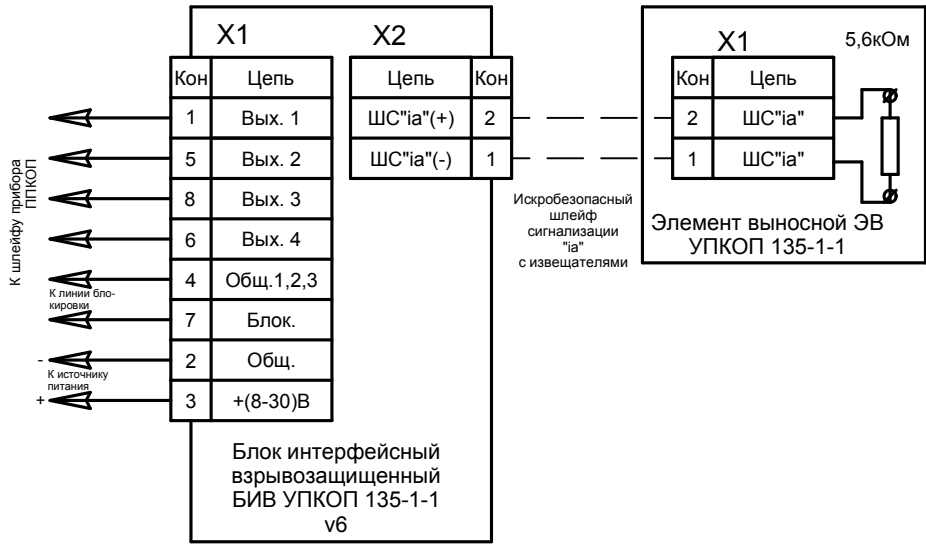 X1
X2
Кон Цепь
Цепь Кон
1 Вых. 1
5 Вых. 2
8 Вых. 3
6 Вых. 4
4 Общ.1,2,3
7 Блок.
2 Общ.
3 +(8-30)В
ШС"ia"(+) 2
ШС"ia"(-) 1
К шлейфу прибора
ППКОП
К линии бло-
кировки
-
К источнику
питания
+
Блок интерфейсный
взрывозащищенный
БИВ УПКОП 135-1-1
v6
Искробезопасный
шлейф
сигнализации
"ia"
с извещателями
X1
5,6кОм
Кон Цепь
2 ШС"ia"
1 ШС"ia"
Элемент выносной ЭВ
УПКОП 135-1-1